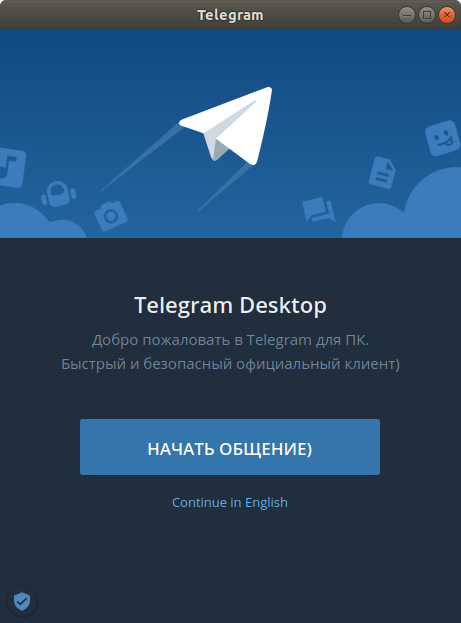 Telegram
Telegram Desktop
Добро пожаловать в Telegram для ПК.
Быстрый и безопасный официальный клиент)
НАЧАТЬ ОБЩЕНИЕ)
Continue in English